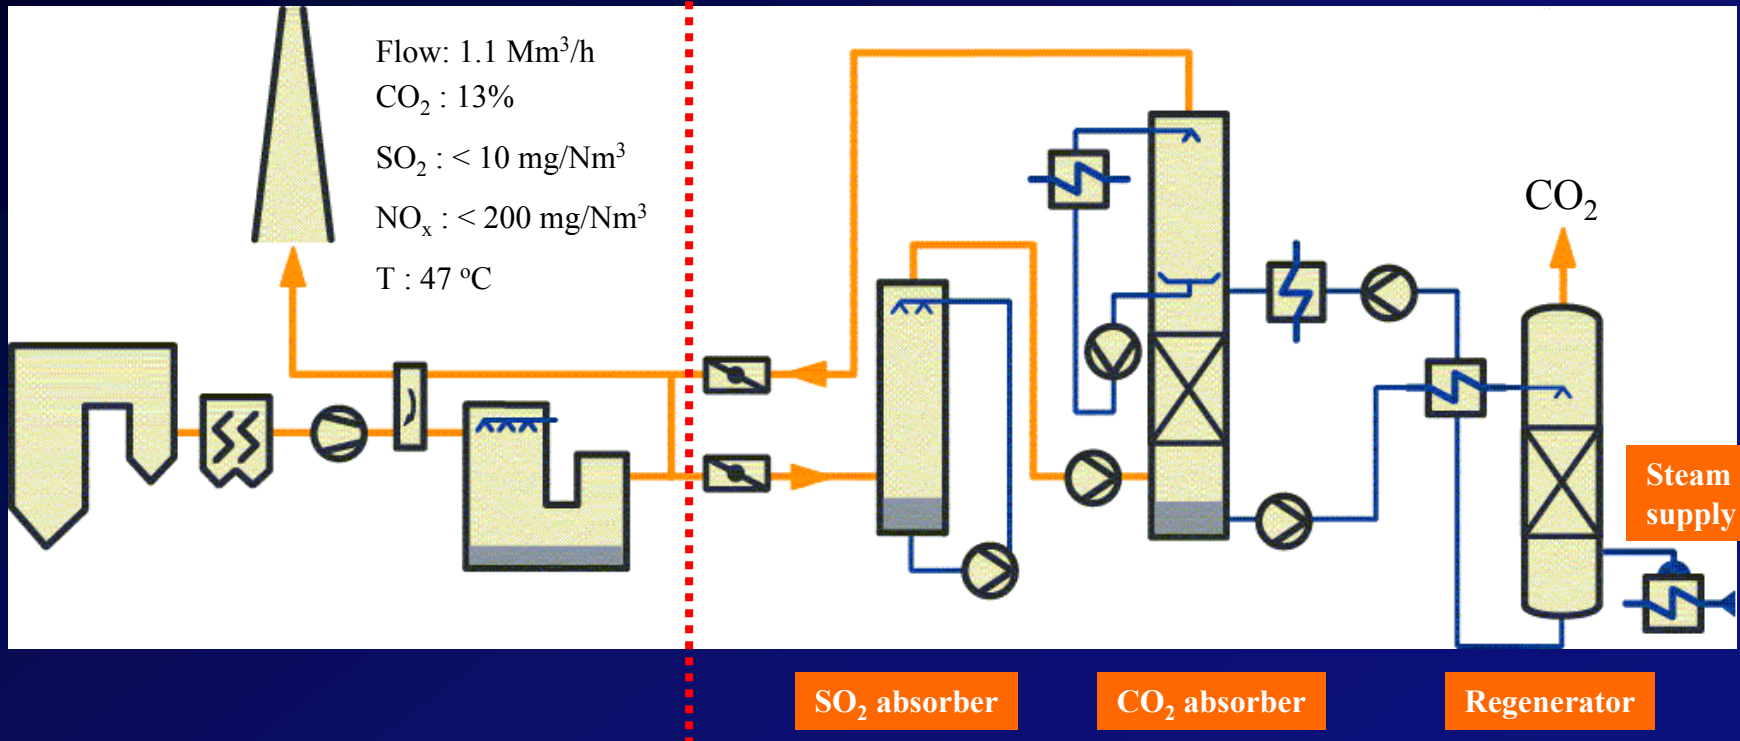 Flow: 1.1 Mm³/h
CO₂ : 13%
SO₂ : < 10 mg/Nm³
NOₓ : < 200 mg/Nm³
T : 47 ºC
CO₂
Steam
supply
SO₂ absorber
CO₂ absorber
Regenerator